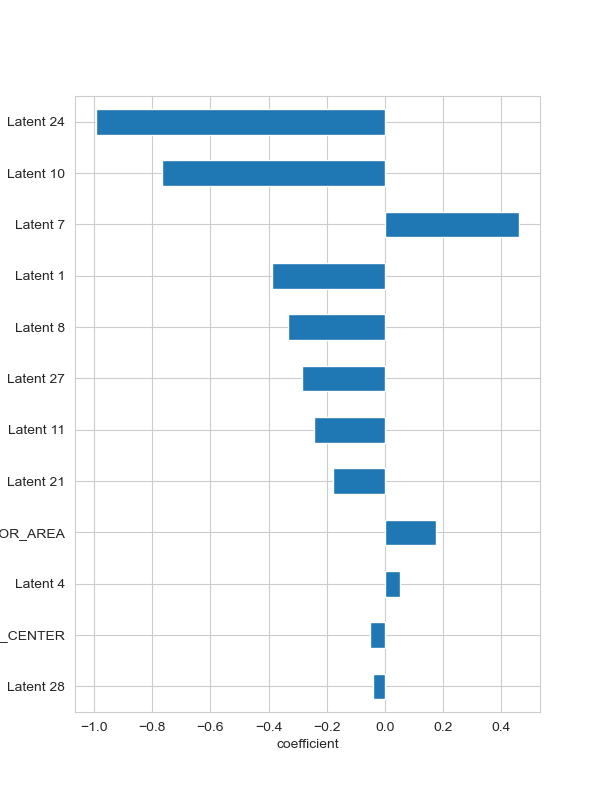 Latent 24
Latent 10
Latent 7
Latent 1
Latent 8
Latent 27
Latent 11
Latent 21
OR_AREA
Latent 4
_CENTER
Latent 28
−1.0 −0.8 −0.6 −0.4 −0.2 0.0 0.2 0.4
coefficient